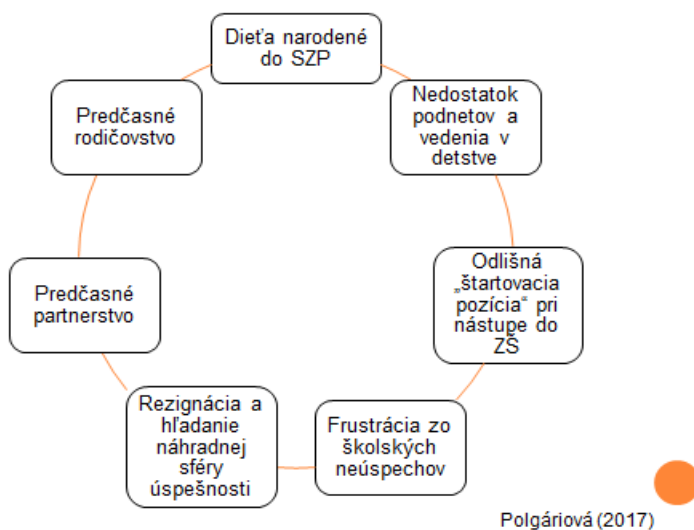 Dieťa narodené
do SZP
Nedostatok
podnetov a
vedenia v
detstve
Odlišná
„štartovacia
pozícia“ pri
nástupe do
ZŠ
Frustrácia zo
školských
neúspechov
Rezignácia a
hľadanie
náhradnej
sféry
úspešnosti
Predčasné
partnerstvo
Predčasné
rodičovstvo
Polgáriová (2017)